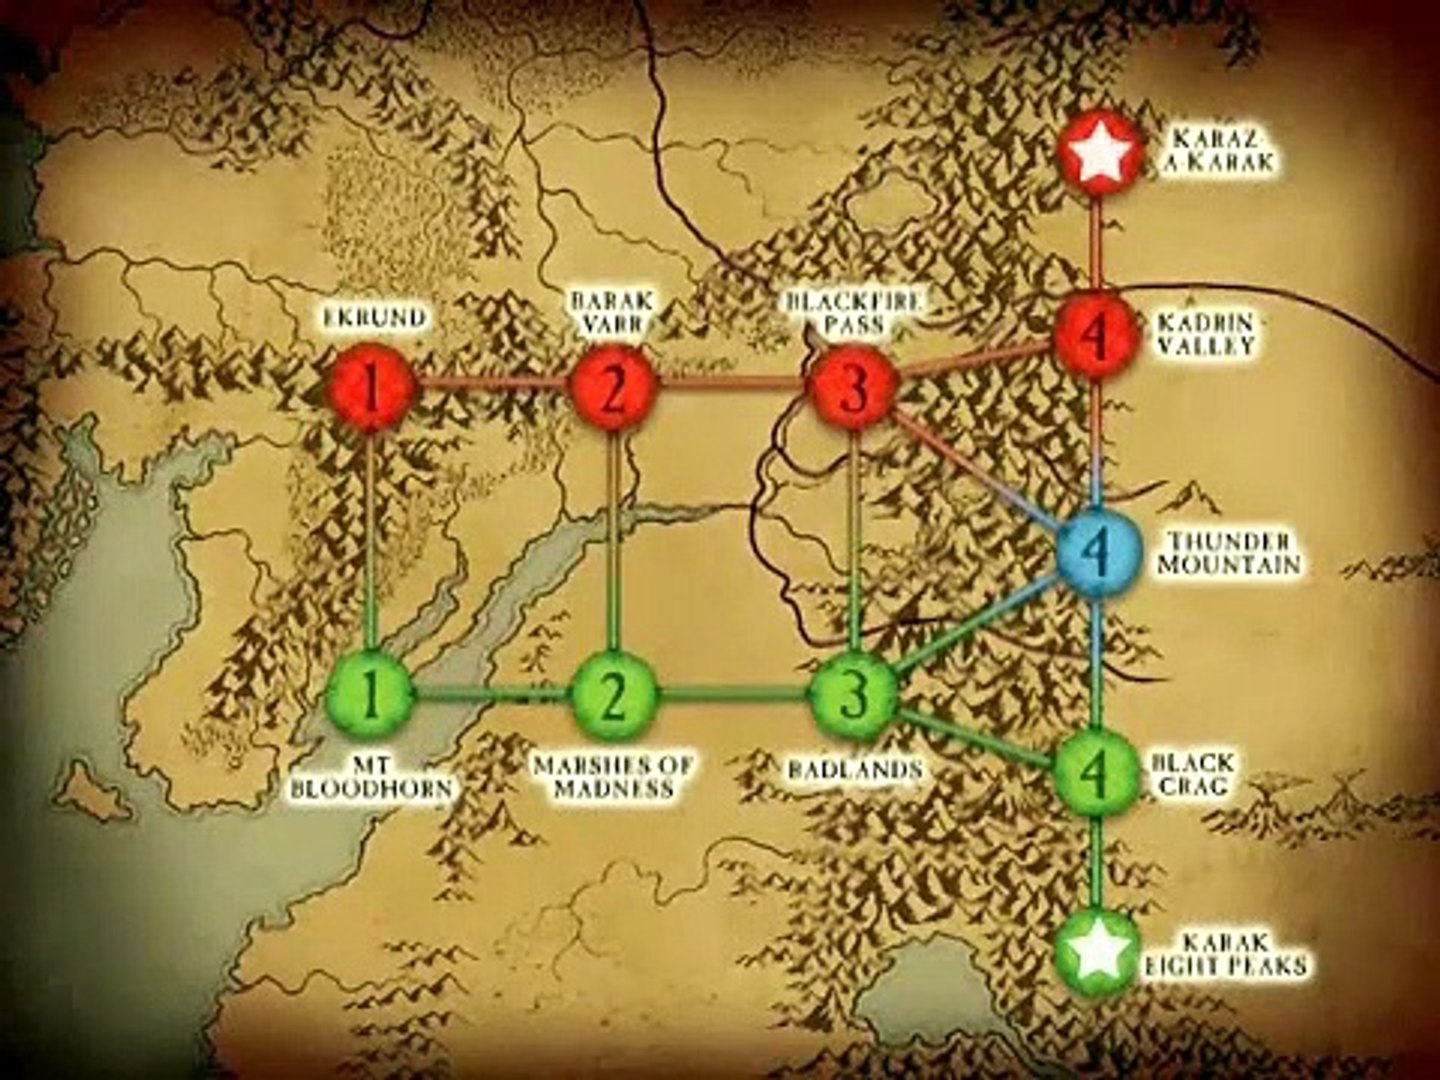 KARAZ-
A-KARAK
EKRUND
BARAK
VARR
BLACKFIRE
PASS
KADRIN
VALLEY
1
2
3
4
4
THUNDER
MOUNTAIN
1
2
3
4
MT
BLOODHORN
MARSHES OF
MADNESS
BADLANDS
BLACK
CRAG
KARAK
EIGHT PEAKS